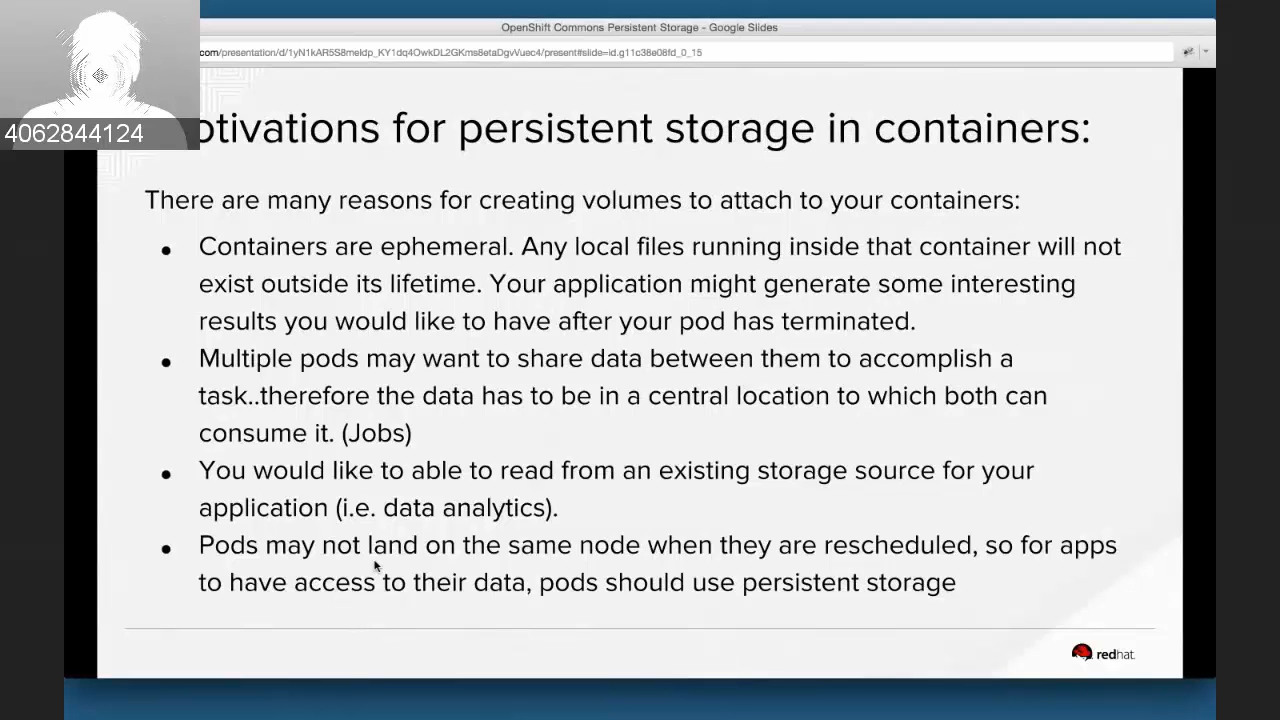 OpenShift Commons Persistent Storage - Google Slides
4062844124
otivations for persistent storage in containers:
There are many reasons for creating volumes to attach to your containers:
• Containers are ephemeral. Any local files running inside that container will not
exist outside its lifetime. Your application might generate some interesting
results you would like to have after your pod has terminated.
• Multiple pods may want to share data between them to accomplish a
task..therefore the data has to be in a central location to which both can
consume it. (Jobs)
• You would like to able to read from an existing storage source for your
application (i.e. data analytics).
• Pods may not land on the same node when they are rescheduled, so for apps
to have access to their data, pods should use persistent storage
redhat.